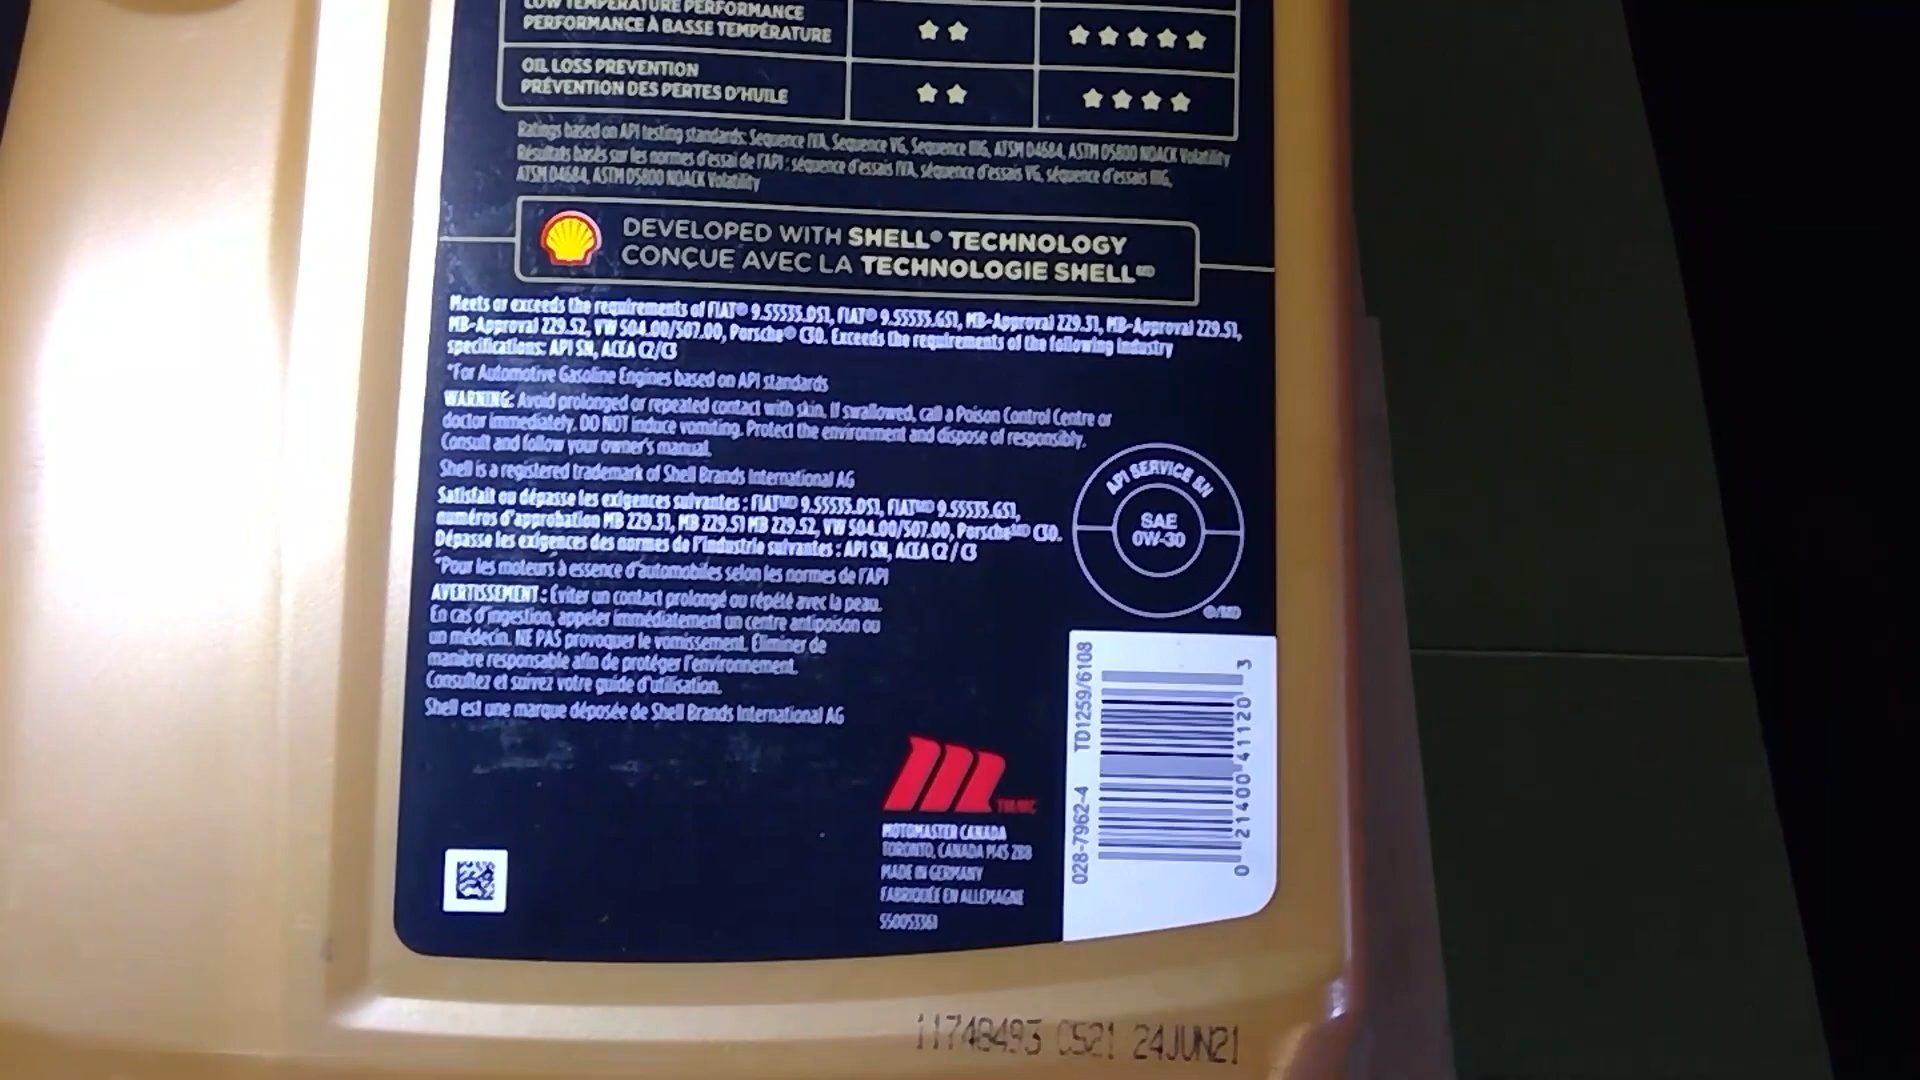 LOW TEMPERATURE PERFORMANCE
PERFORMANCE À BASSE TEMPÉRATURE
OIL LOSS PREVENTION
PRÉVENTION DES PERTES D'HUILE
Ratings based on API testing standards: Sequence IVA, Sequence VG, Sequence IIIG, ATSM D4684, ASTM D5800 NOACK Volatility
Résultats basés sur les normes d'essai de l'API : séquence d'essais IVA, séquence d'essais VG, séquence d'essais IIIG,
ATSM D4684, ASTM D5800 NOACK Volatility
DEVELOPED WITH SHELL® TECHNOLOGY
CONÇUE AVEC LA TECHNOLOGIE SHELL MD
Meets or exceeds the requirements of FIAT® 9.55535.DS1, FIAT® 9.55535.GS1, MB-Approval 229.31, MB-Approval 229.51,
MB-Approval 229.52, VW 504.00/507.00, Porsche® C30. Exceeds the requirements of the following industry
specifications: API SN, ACEA C2/C3
*For Automotive Gasoline Engines based on API standards
WARNING: Avoid prolonged or repeated contact with skin. If swallowed, call a Poison Control Centre or
doctor immediately. DO NOT induce vomiting. Protect the environment and dispose of responsibly.
Consult and follow your owner's manual.
Shell is a registered trademark of Shell Brands International AG
Satisfait ou dépasse les exigences suivantes : FIAT MD 9.55535.DS1, FIAT MD 9.55535.GS1,
numéros d'approbation MB 229.31, MB 229.51 MB 229.52, VW 504.00/507.00, Porsche MD C30.
Dépasse les exigences des normes de l'industrie suivantes : API SN, ACEA C2 / C3
*Pour les moteurs à essence d'automobiles selon les normes de l'API
AVERTISSEMENT : Éviter un contact prolongé ou répété avec la peau.
En cas d'ingestion, appeler immédiatement un centre antipoison ou
un médecin. NE PAS provoquer le vomissement. Éliminer de
manière responsable afin de protéger l'environnement.
Consultez et suivez votre guide d'utilisation.
Shell est une marque déposée de Shell Brands International AG
API SERVICE SN
SAE
0W-30
®/MD
028-7962-4 TD1259/6108
0 21400 41120 3
M TM/MC
MOTOMASTER CANADA
TORONTO, CANADA M4S 2B8
MADE IN GERMANY
FABRIQUÉE EN ALLEMAGNE
550053361
11748493 C521 24JUN21